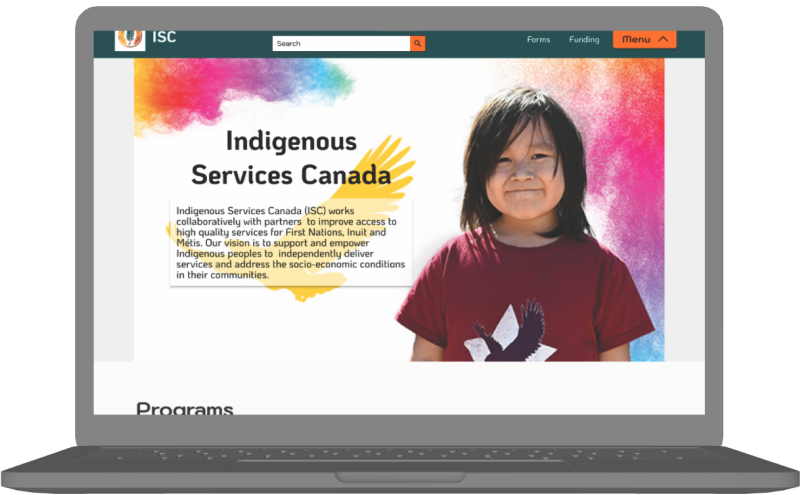 ISC
Search
Forms
Funding
Menu
Indigenous
Services Canada
Indigenous Services Canada (ISC) works
collaboratively with partners  to improve access to
high quality services for First Nations, Inuit and
Métis. Our vision is to support and empower
Indigenous peoples to  independently deliver
services and address the socio-economic conditions
in their communities.
Programs